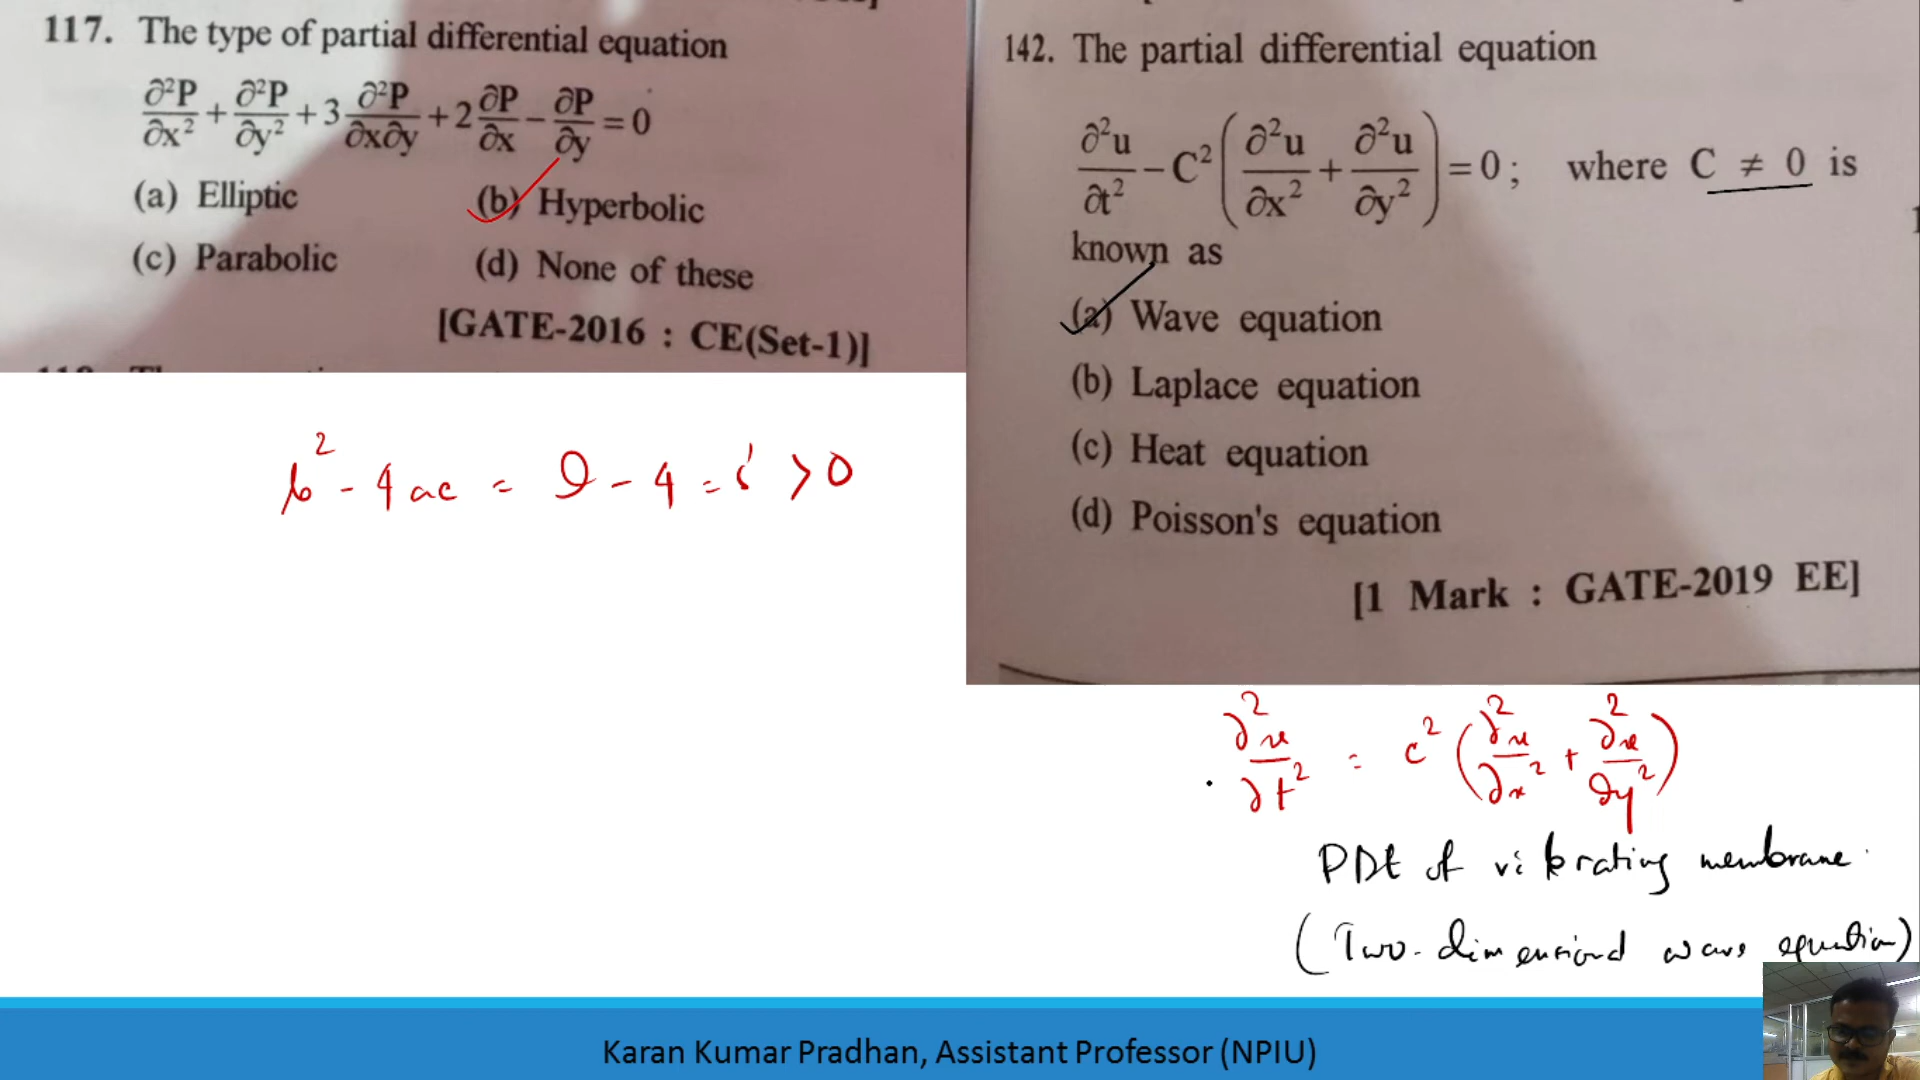 117. The type of partial differential equation
∂²P/∂x² + ∂²P/∂y² + 3 ∂²P/∂x∂y + 2 ∂P/∂x − ∂P/∂y = 0
(a) Elliptic (b) Hyperbolic
(c) Parabolic (d) None of these
[GATE-2016 : CE(Set-1)]
b² - 4ac = 9 - 4 = 5 > 0
142. The partial differential equation
∂²u/∂t² − C² (∂²u/∂x² + ∂²u/∂y²) = 0 ; where C ≠ 0 is
known as
(a) Wave equation
(b) Laplace equation
(c) Heat equation
(d) Poisson's equation
[1 Mark : GATE-2019 EE]
∂²u/∂t² = c² (∂²u/∂x² + ∂²u/∂y²)
PDE of vibrating membrane.
(Two-dimensional wave equation)
Karan Kumar Pradhan, Assistant Professor (NPIU)